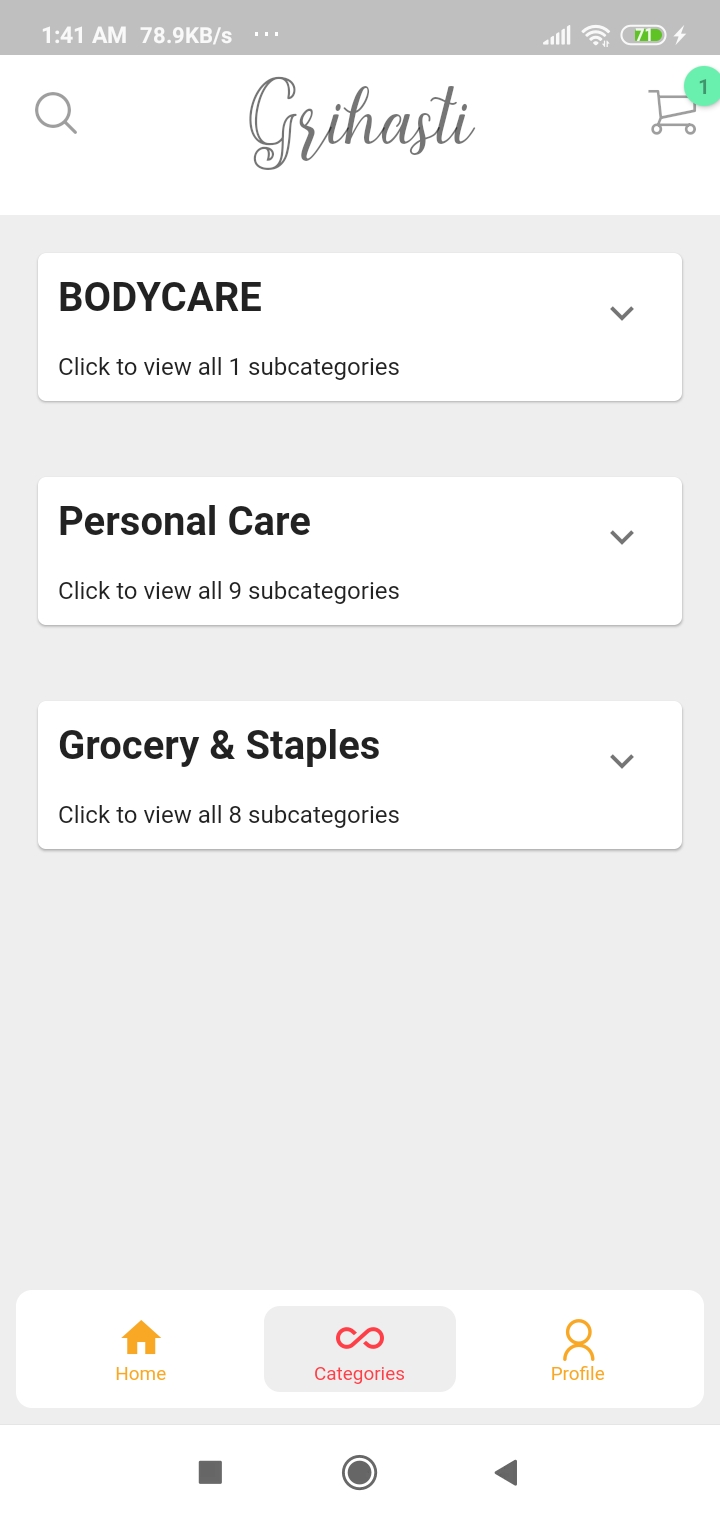 1:41 AM 78.9KB/s ...
71
1
Grihasti
BODYCARE
Click to view all 1 subcategories
Personal Care
Click to view all 9 subcategories
Grocery & Staples
Click to view all 8 subcategories
Home
Categories
Profile